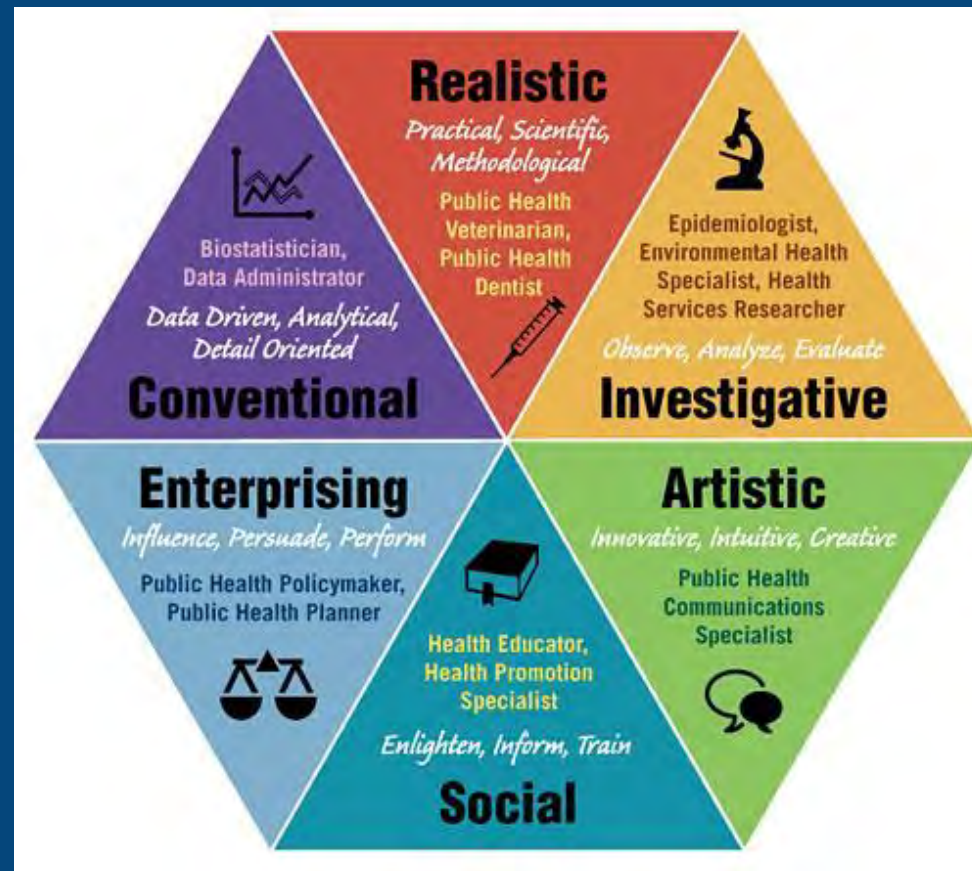 Realistic
Practical, Scientific,
Methodological
Public Health
Veterinarian,
Public Health
Dentist
Biostatistician,
Data Administrator
Data Driven, Analytical,
Detail Oriented
Conventional
Epidemiologist,
Environmental Health
Specialist, Health
Services Researcher
Observe, Analyze, Evaluate
Investigative
Enterprising
Influence, Persuade, Perform
Public Health Policymaker,
Public Health Planner
Health Educator,
Health Promotion
Specialist
Enlighten, Inform, Train
Social
Artistic
Innovative, Intuitive, Creative
Public Health
Communications
Specialist